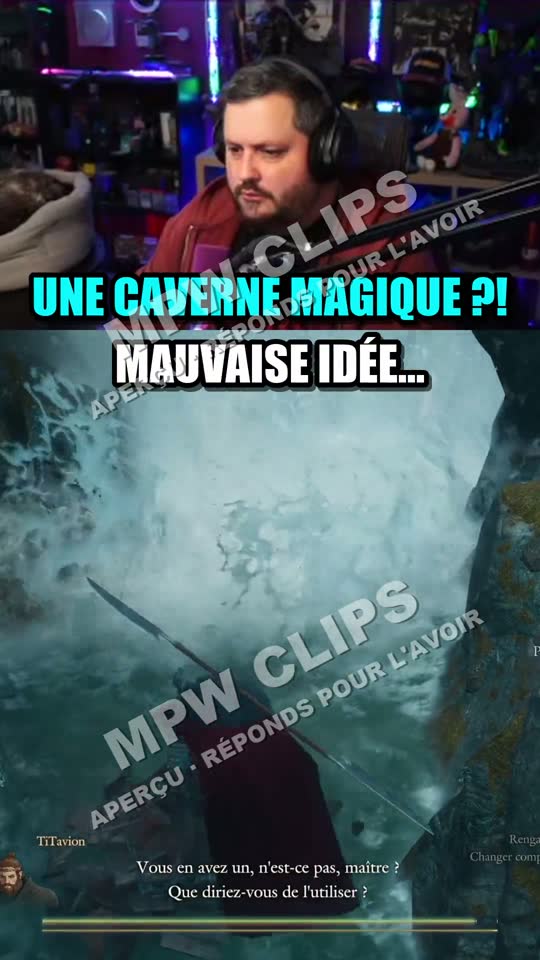 MPW CLIPS
APERÇU · RÉPONDS POUR L'AVOIR
UNE CAVERNE MAGIQUE ?!
MAUVAISE IDÉE...
MPW CLIPS
APERÇU · RÉPONDS POUR L'AVOIR
TiTavion
Vous en avez un, n'est-ce pas, maître ?
Que diriez-vous de l'utiliser ?
Changer